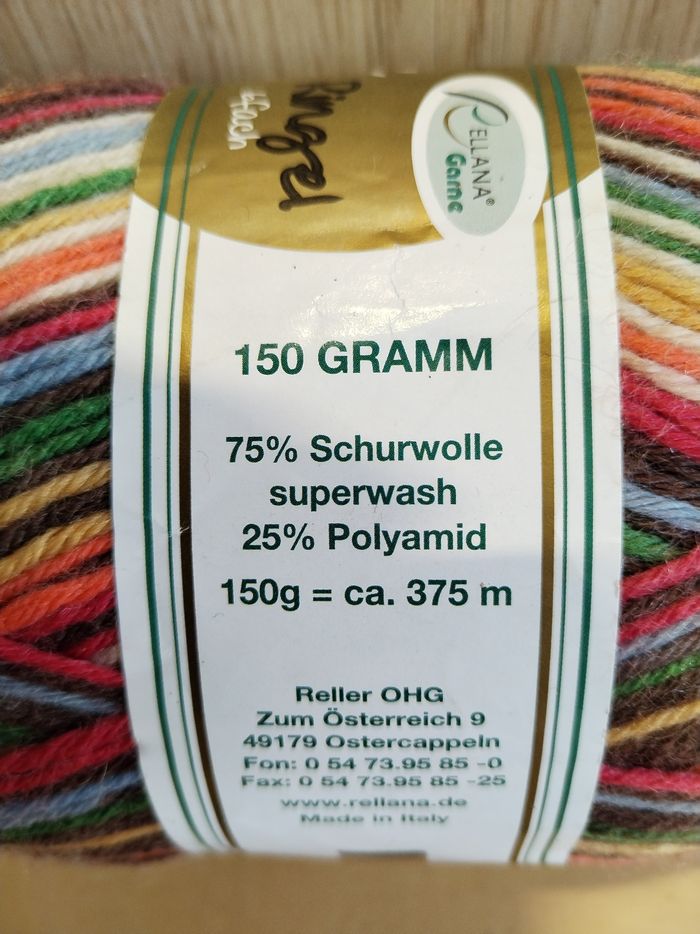 Ringel
RELLANA®
Garne
150 GRAMM
75% Schurwolle
superwash
25% Polyamid
150g = ca. 375 m
Reller OHG
Zum Österreich 9
49179 Ostercappeln
Fon: 0 54 73.95 85 -0
Fax: 0 54 73.95 85 -25
www.rellana.de
Made in Italy